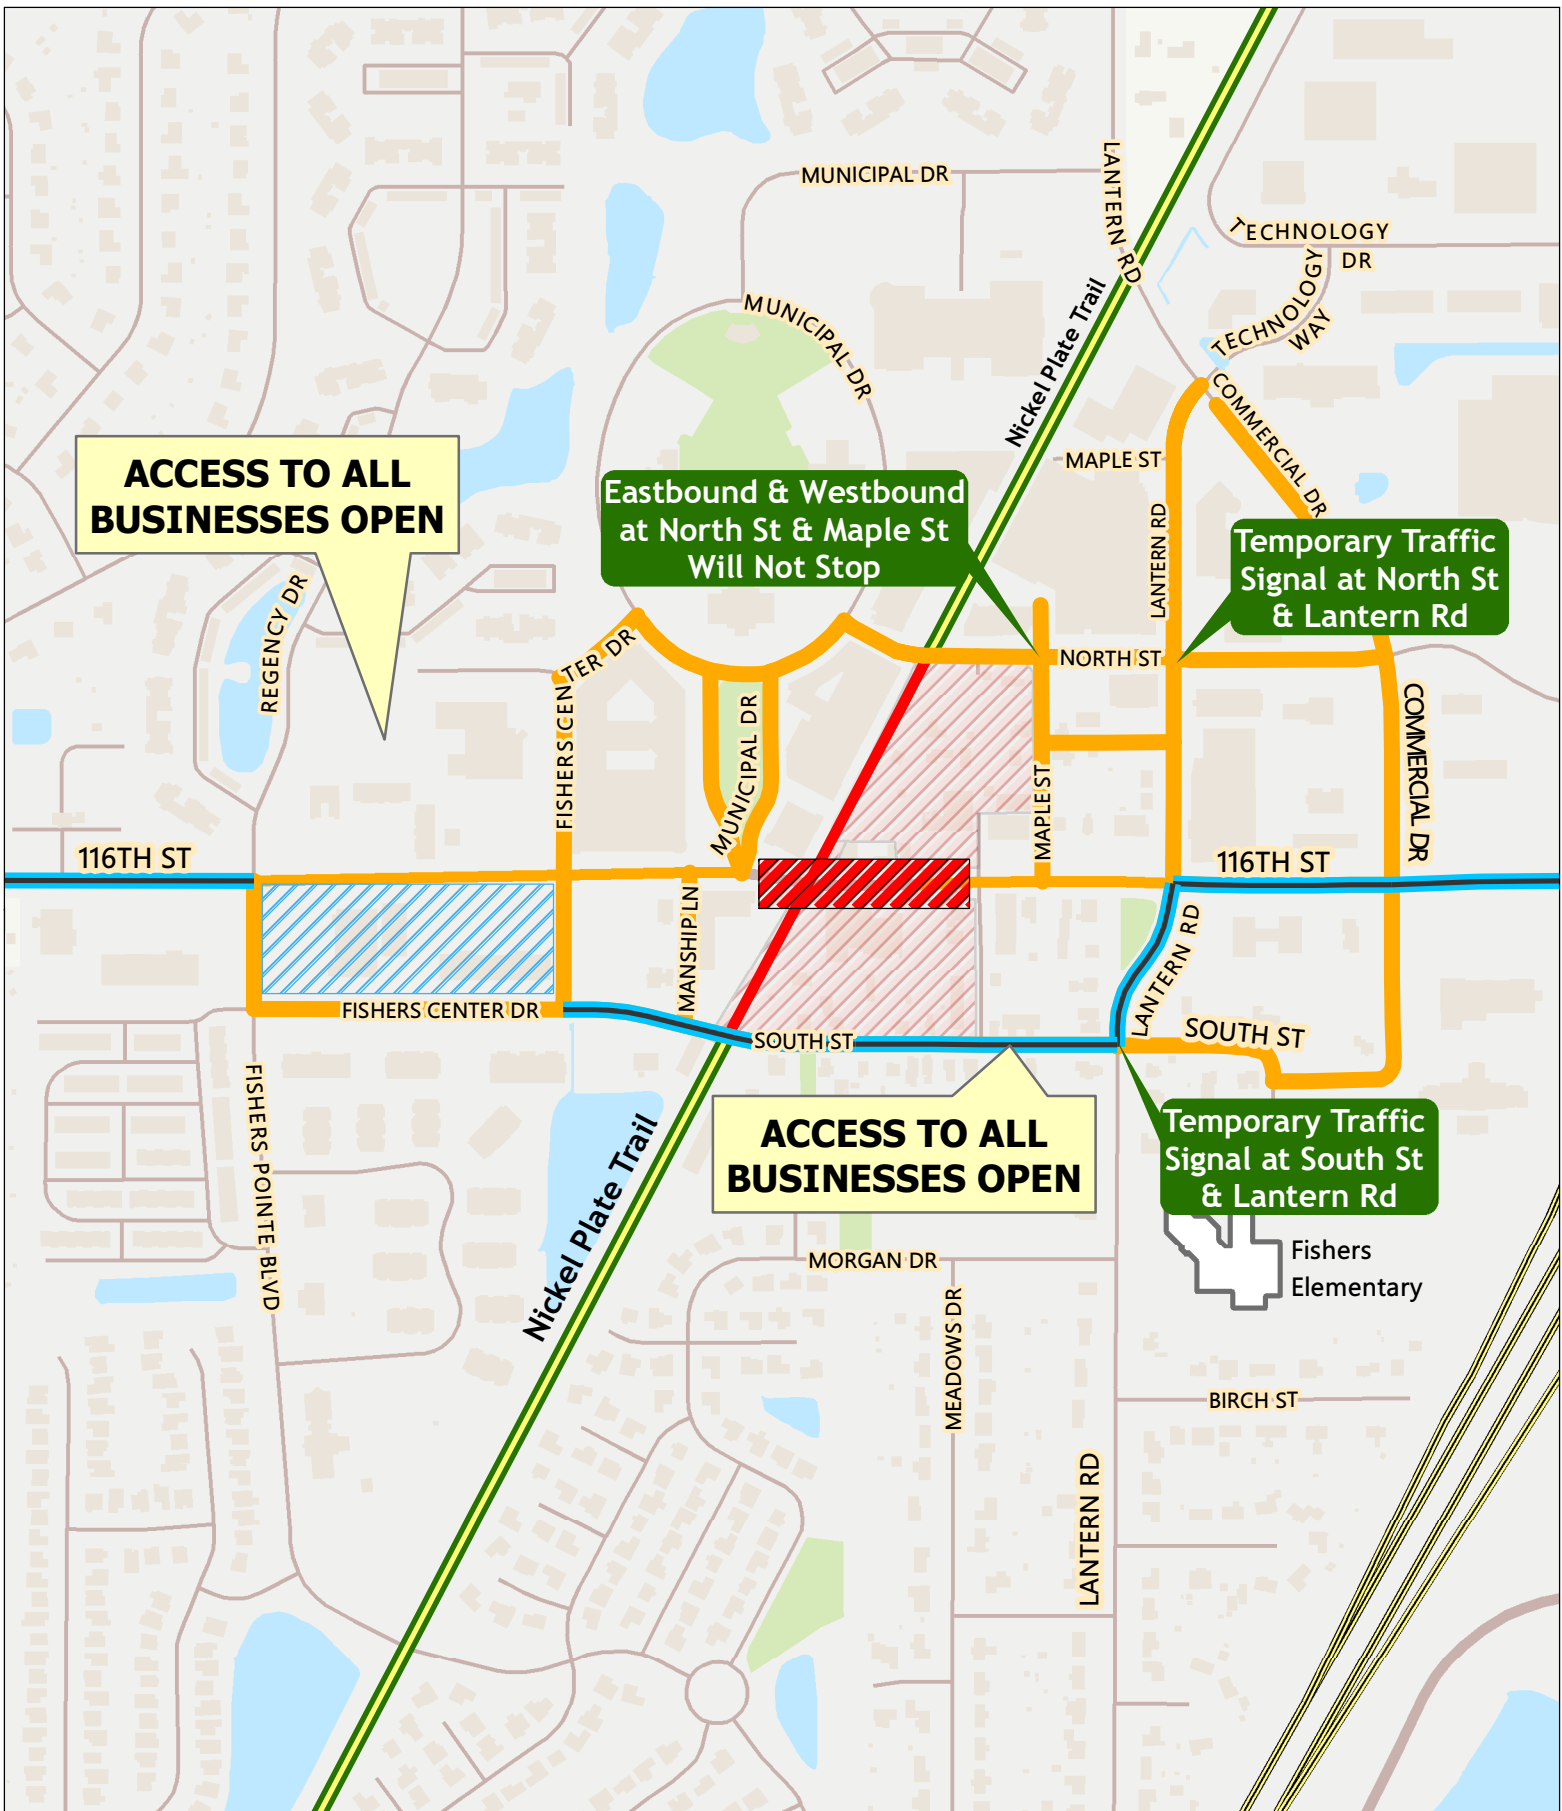 MUNICIPAL DR
LANTERN RD
TECHNOLOGY
DR
TECHNOLOGY
WAY
MUNICIPAL DR
Nickel Plate Trail
COMMERCIAL DR
MAPLE ST
ACCESS TO ALL
BUSINESSES OPEN
Eastbound & Westbound
at North St & Maple St
Will Not Stop
LANTERN RD
Temporary Traffic
Signal at North St
& Lantern Rd
REGENCY DR
FISHERS CENTER DR
NORTH ST
MUNICIPAL DR
MAPLE ST
COMMERCIAL DR
116TH ST
116TH ST
MANSHIP LN
LANTERN RD
FISHERS CENTER DR
SOUTH ST
SOUTH ST
FISHERS POINTE BLVD
Nickel Plate Trail
ACCESS TO ALL
BUSINESSES OPEN
Temporary Traffic
Signal at South St
& Lantern Rd
Fishers
Elementary
MORGAN DR
MEADOWS DR
BIRCH ST
LANTERN RD